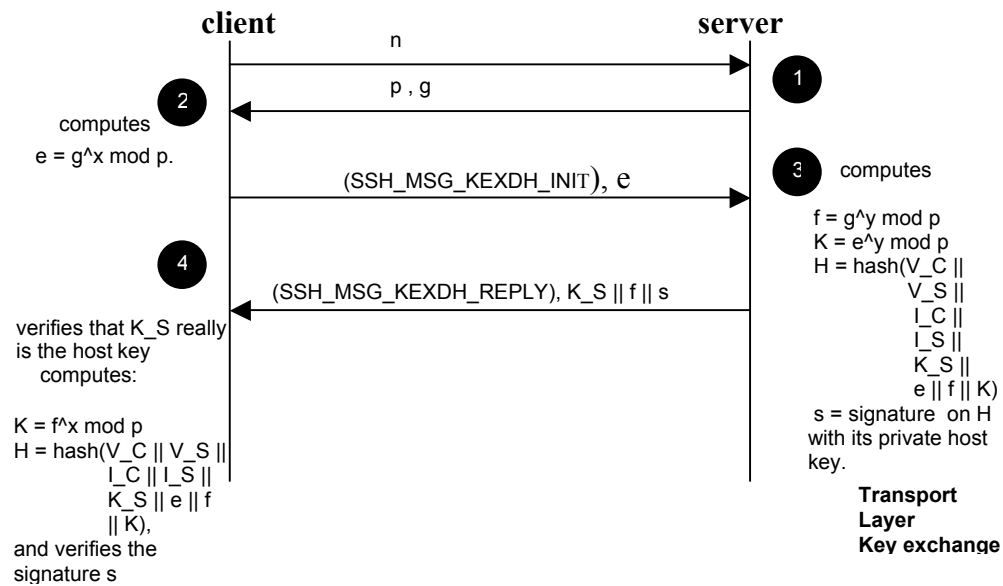 client
server
n
1
2
p , g
computes
e = g^x mod p.
(SSH_MSG_KEXDH_INIT), e
3
computes
f = g^y mod p
K = e^y mod p
H = hash(V_C ||
V_S ||
I_C ||
I_S ||
K_S ||
e || f || K)
s = signature on H
with its private host
key.
4
(SSH_MSG_KEXDH_REPLY), K_S || f || s
verifies that K_S really
is the host key
computes:
K = f^x mod p
H = hash(V_C || V_S ||
I_C || I_S ||
K_S || e || f
|| K),
and verifies the
signature s
Transport
Layer
Key exchange